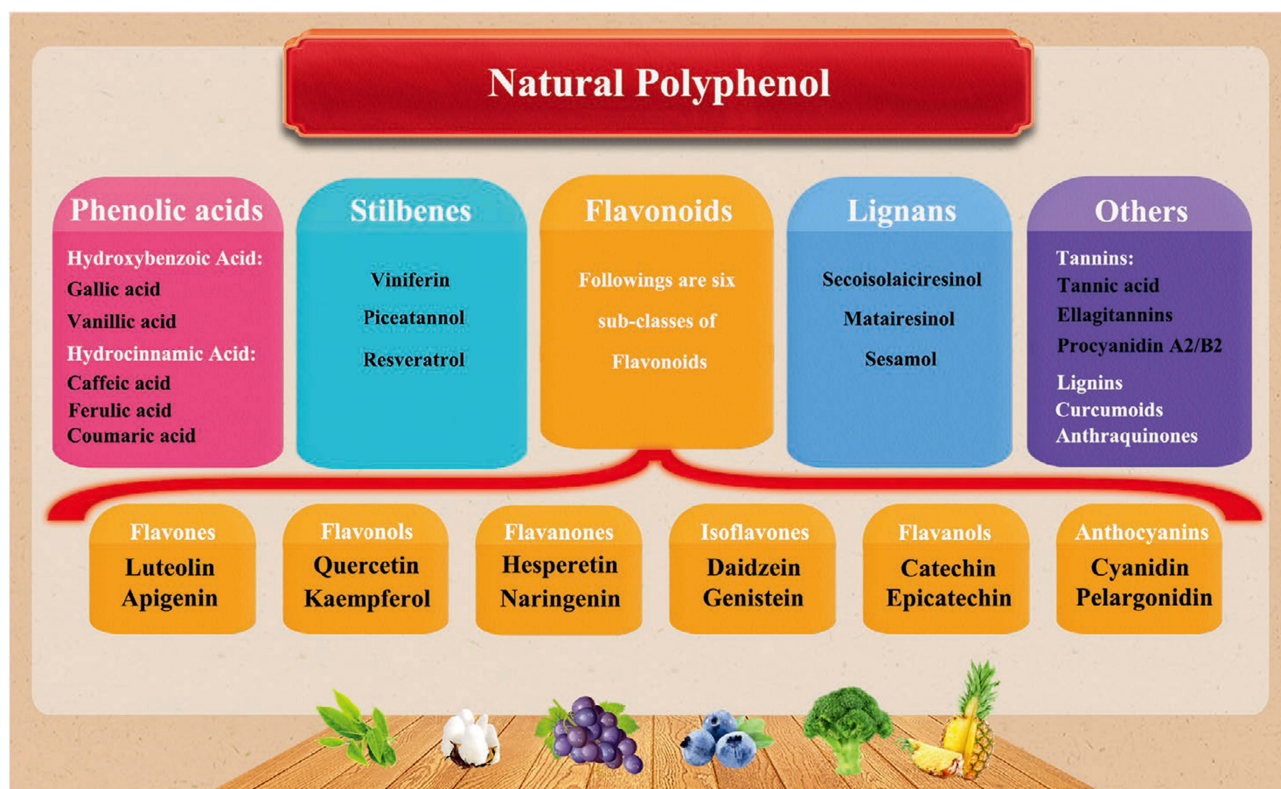 Natural Polyphenol
Phenolic acids
Hydroxybenzoic Acid:
Gallic acid
Vanillic acid
Hydrocinnamic Acid:
Caffeic acid
Ferulic acid
Coumaric acid
Stilbenes
Viniferin
Piceatannol
Resveratrol
Flavonoids
Followings are six
sub-classes of
Flavonoids
Lignans
Secoisolaiciresinol
Matairesinol
Sesamol
Others
Tannins:
Tannic acid
Ellagitannins
Procyanidin A2/B2
Lignins
Curcumoids
Anthraquinones
Flavones
Luteolin
Apigenin
Flavonols
Quercetin
Kaempferol
Flavanones
Hesperetin
Naringenin
Isoflavones
Daidzein
Genistein
Flavanols
Catechin
Epicatechin
Anthocyanins
Cyanidin
Pelargonidin